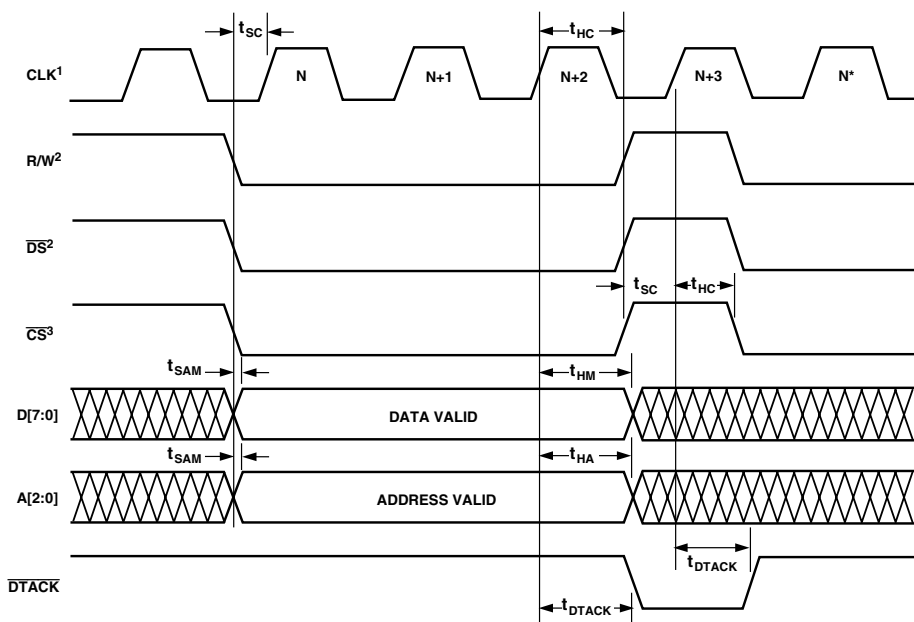 tSC
tHC
CLK1
N
N+1
N+2
N+3
N*
R/W2
DS2
tSC
tHC
CS3
tSAM
tHM
D[7:0]
DATA VALID
tSAM
tHA
A[2:0]
ADDRESS VALID
tDTACK
DTACK
tDTACK